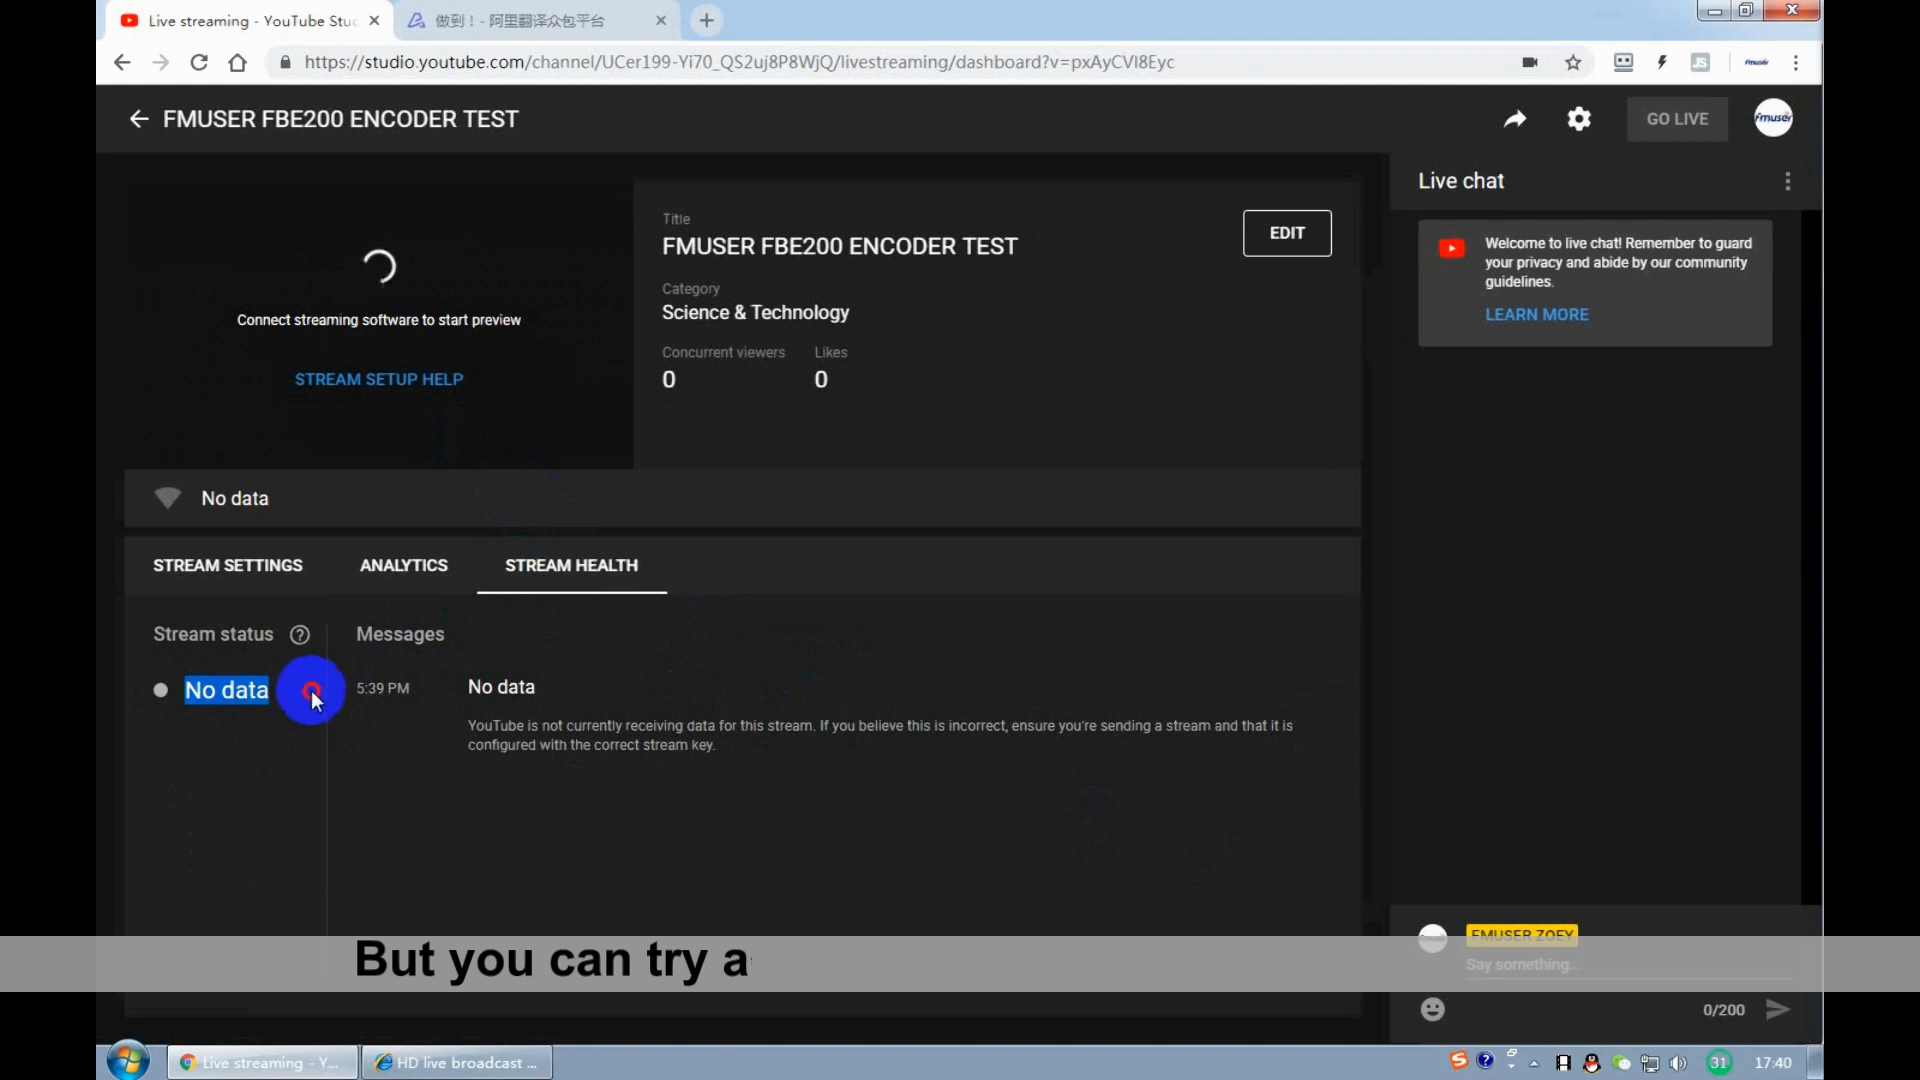 Live streaming - YouTube Stu
做到！- 阿里翻译众包平台
https://studio.youtube.com/channel/UCer199-Yi70_QS2uj8P8WjQ/livestreaming/dashboard?v=pxAyCVl8Eyc
JS
fmuser
FMUSER FBE200 ENCODER TEST
GO LIVE
fmuser
Live chat
Title
FMUSER FBE200 ENCODER TEST
EDIT
Welcome to live chat! Remember to guard
your privacy and abide by our community
guidelines.
LEARN MORE
Category
Science & Technology
Connect streaming software to start preview
Concurrent viewers
Likes
0
0
STREAM SETUP HELP
No data
STREAM SETTINGS
ANALYTICS
STREAM HEALTH
Stream status
Messages
No data
5:39 PM
No data
YouTube is not currently receiving data for this stream. If you believe this is incorrect, ensure you're sending a stream and that it is
configured with the correct stream key.
FMUSER ZOEY
But you can try a
Say something...
0/200
Live streaming - Y...
HD live broadcast ...
31
17:40